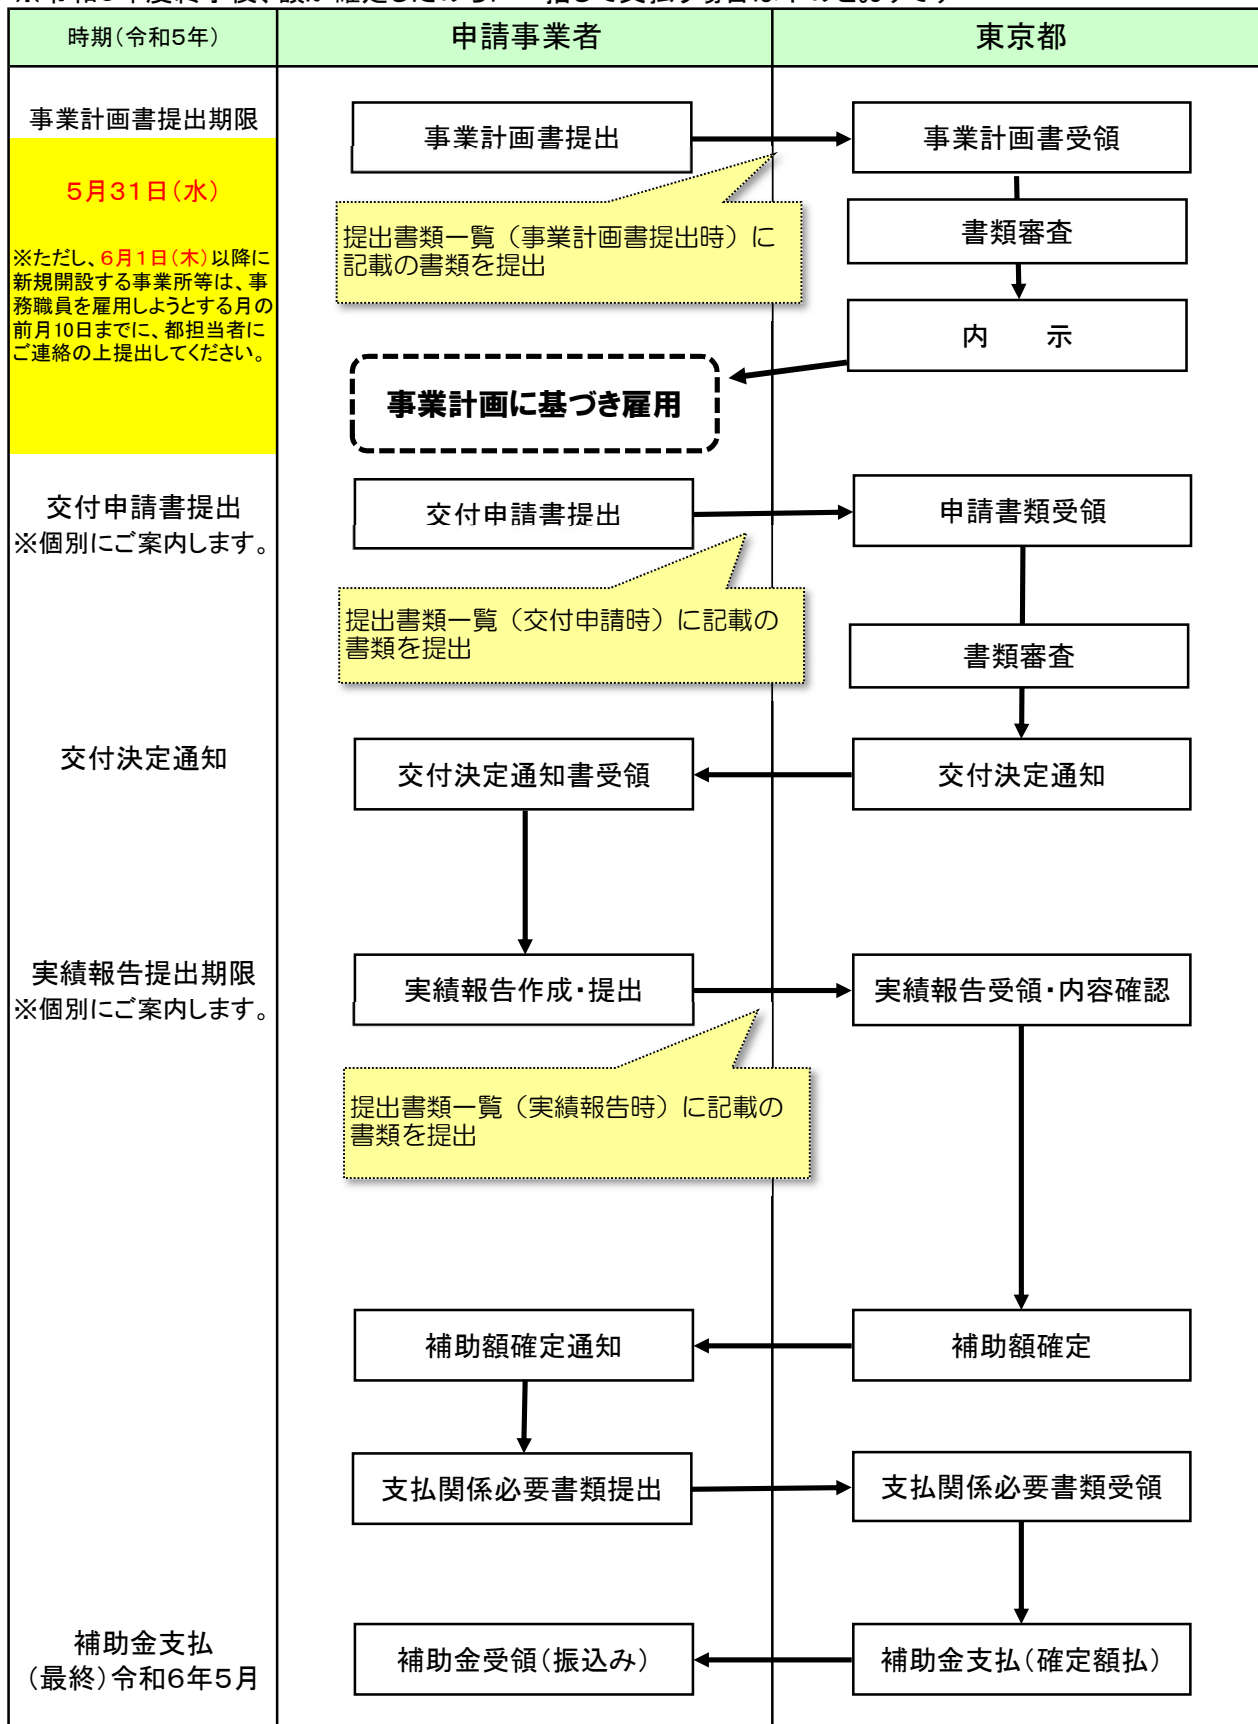 時期（令和5年）
申請事業者
東京都
事業計画書提出期限
5月31日（水）
※ただし、6月1日（木）以降に
新規開設する事業所等は、事
務職員を雇用しようとする月の
前月10日までに、都担当者に
ご連絡の上提出してください。
事業計画書提出
事業計画書受領
提出書類一覧（事業計画書提出時）に
記載の書類を提出
書類審査
内　　示
事業計画に基づき雇用
交付申請書提出
※個別にご案内します。
交付申請書提出
申請書類受領
提出書類一覧（交付申請時）に記載の
書類を提出
書類審査
交付決定通知
交付決定通知書受領
交付決定通知
実績報告提出期限
※個別にご案内します。
実績報告作成・提出
実績報告受領・内容確認
提出書類一覧（実績報告時）に記載の
書類を提出
補助額確定通知
補助額確定
支払関係必要書類提出
支払関係必要書類受領
補助金支払
（最終）令和6年5月
補助金受領（振込み）
補助金支払（確定額払）